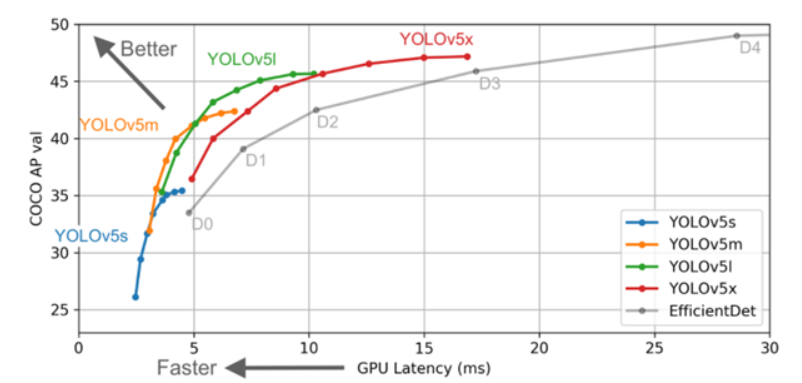 50
Better
YOLOv5x
YOLOv5l
D4
45
D3
YOLOv5m
40
D2
D1
COCO AP val
35
D0
YOLOv5s
YOLOv5s
30
YOLOv5m
YOLOv5l
YOLOv5x
25
EfficientDet
0 5 10 15 20 25 30
Faster
GPU Latency (ms)